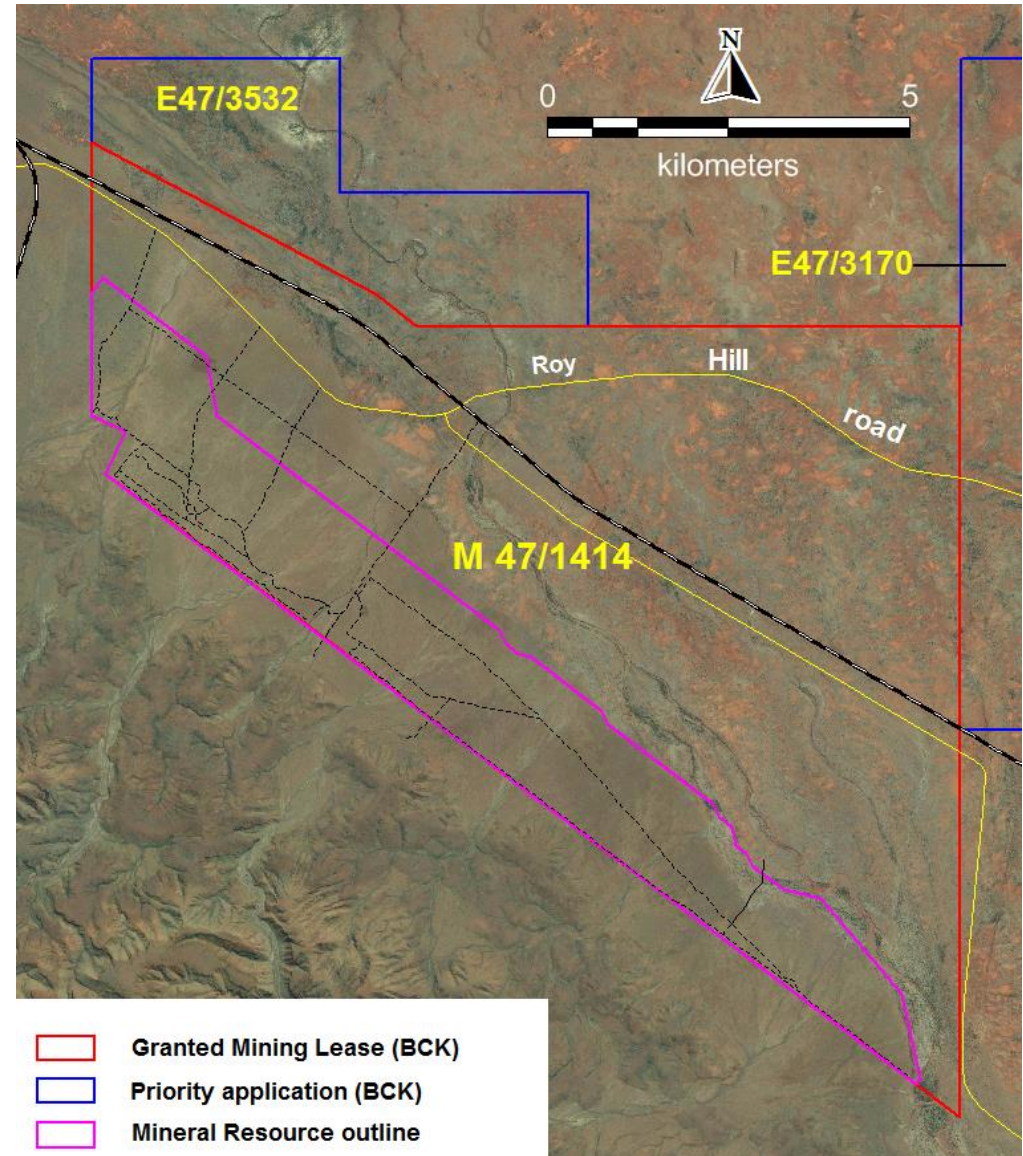 N
E47/3532
0 5
kilometers
E47/3170
Roy Hill road
M 47/1414
Granted Mining Lease (BCK)
Priority application (BCK)
Mineral Resource outline